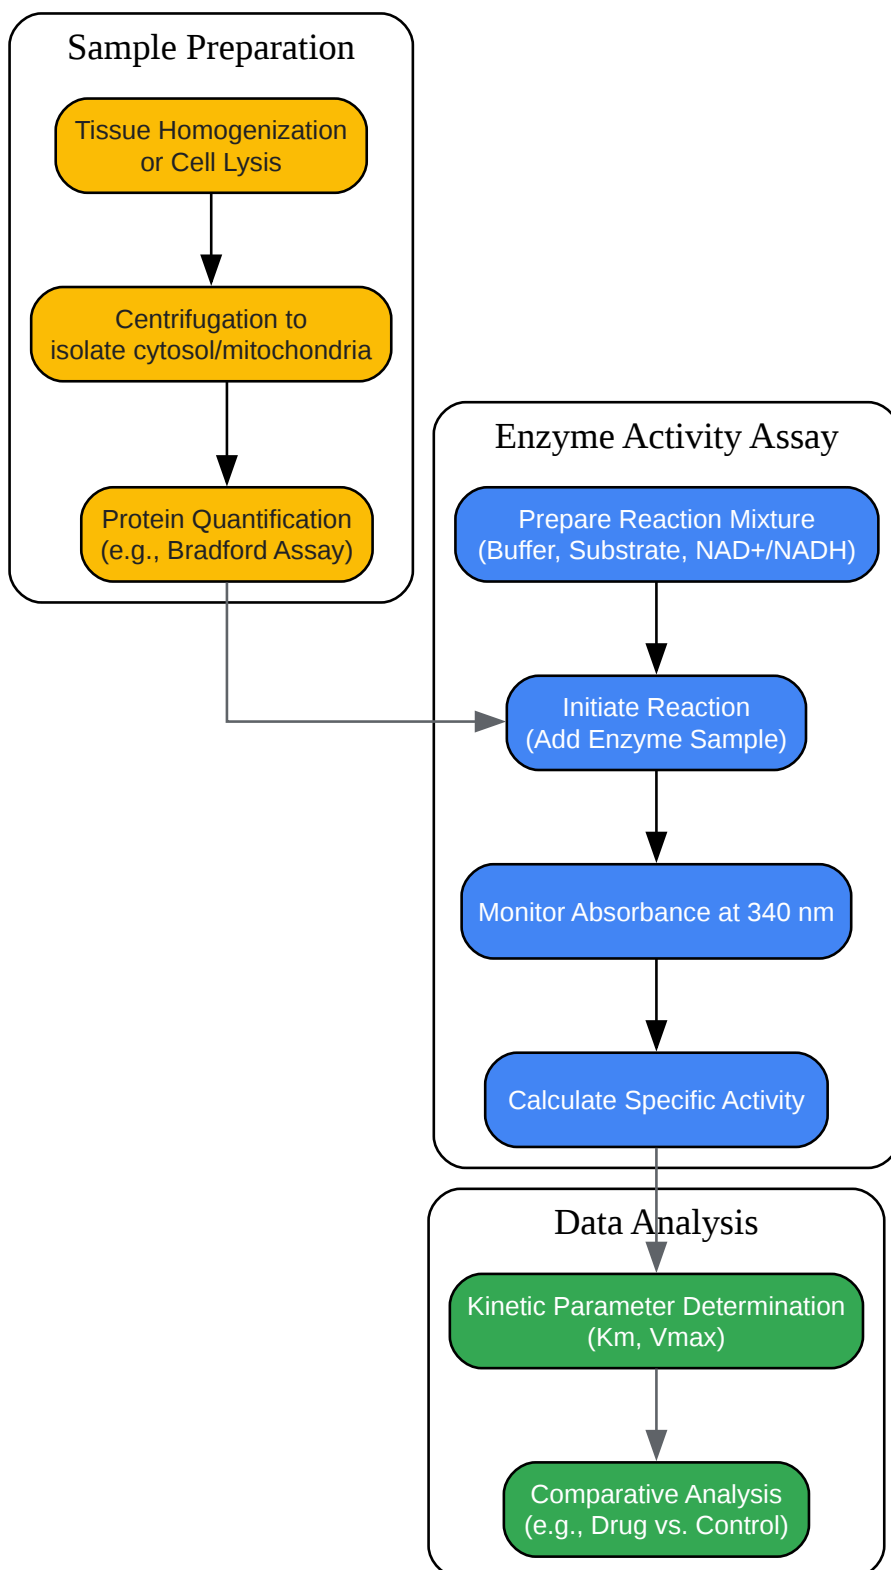 Sample Preparation
Tissue Homogenization
or Cell Lysis
Centrifugation to
isolate cytosol/mitochondria
Protein Quantification
(e.g., Bradford Assay)
Enzyme Activity Assay
Prepare Reaction Mixture
(Buffer, Substrate, NAD+/NADH)
Initiate Reaction
(Add Enzyme Sample)
Monitor Absorbance at 340 nm
Calculate Specific Activity
Data Analysis
Kinetic Parameter Determination
(Km, Vmax)
Comparative Analysis
(e.g., Drug vs. Control)